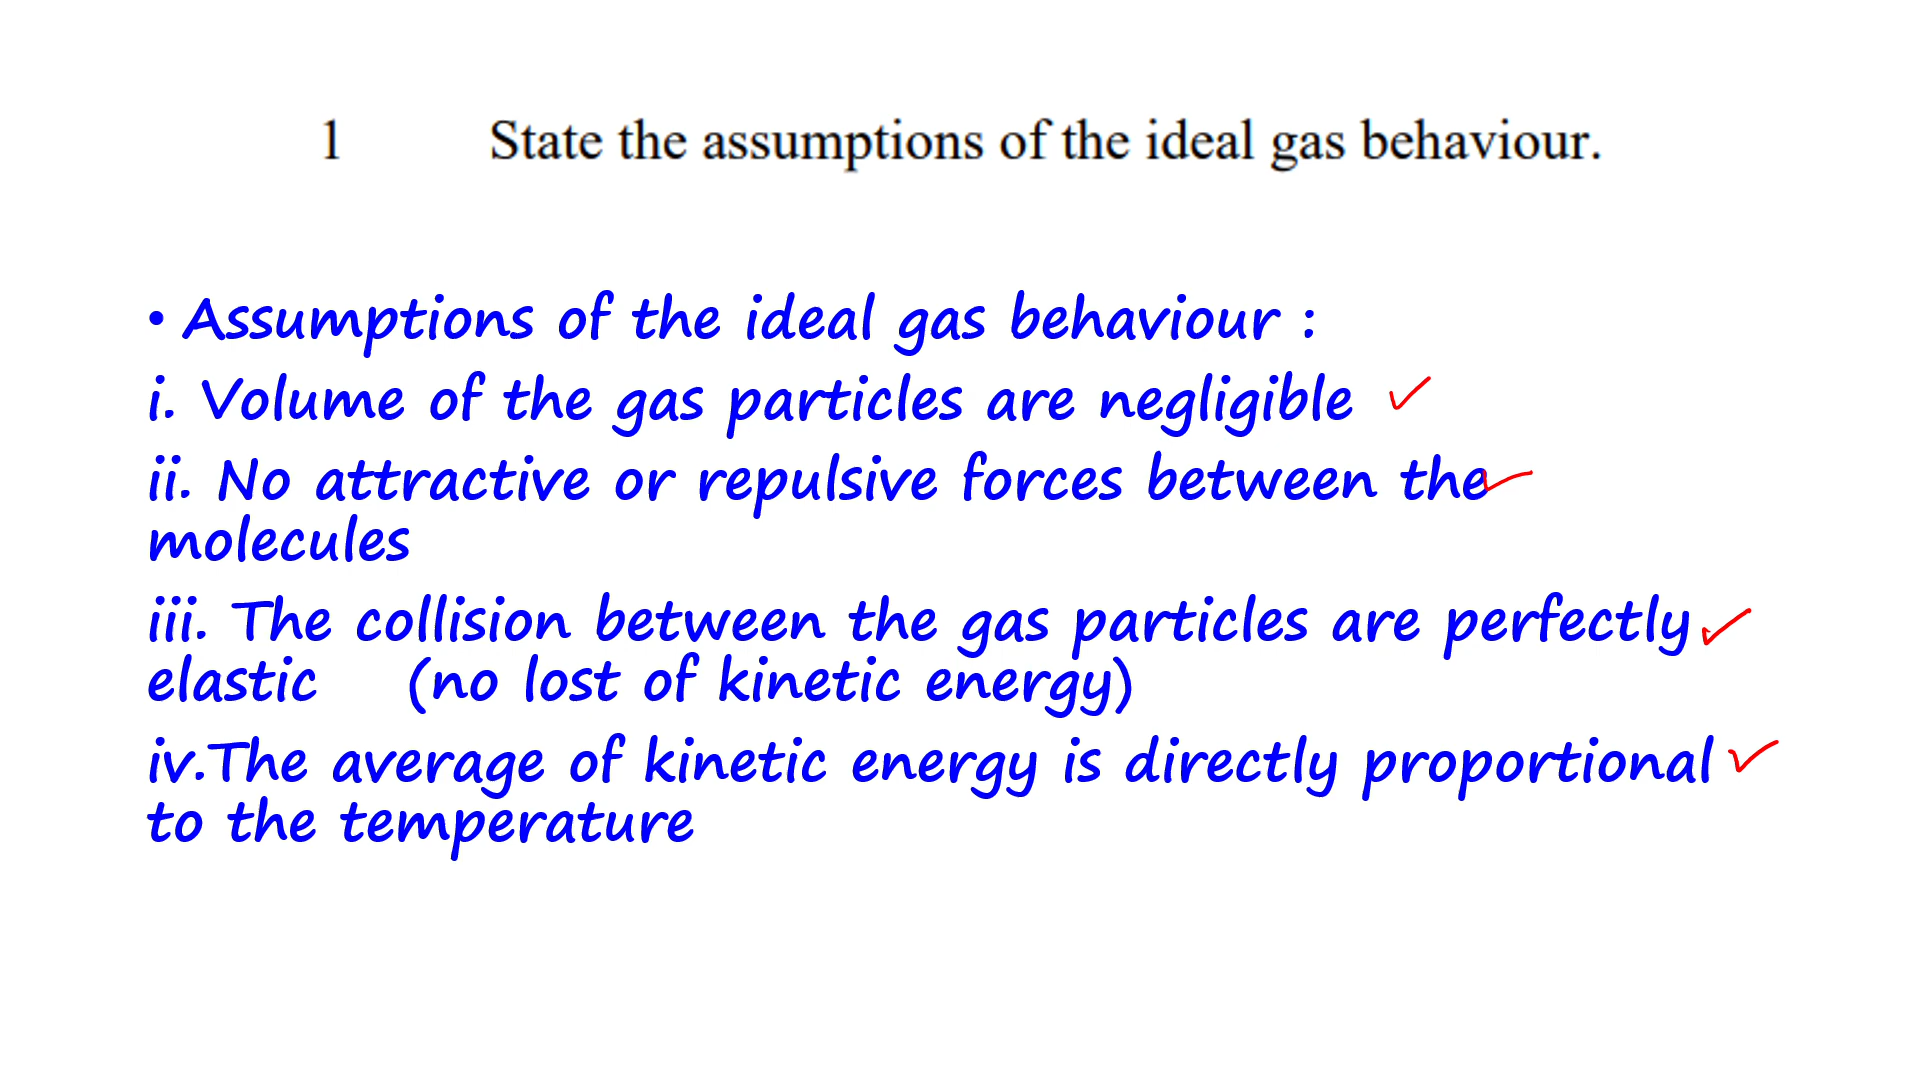 1 State the assumptions of the ideal gas behaviour.
• Assumptions of the ideal gas behaviour :
i. Volume of the gas particles are negligible
ii. No attractive or repulsive forces between the
molecules
iii. The collision between the gas particles are perfectly
elastic (no lost of kinetic energy)
iv.The average of kinetic energy is directly proportional
to the temperature